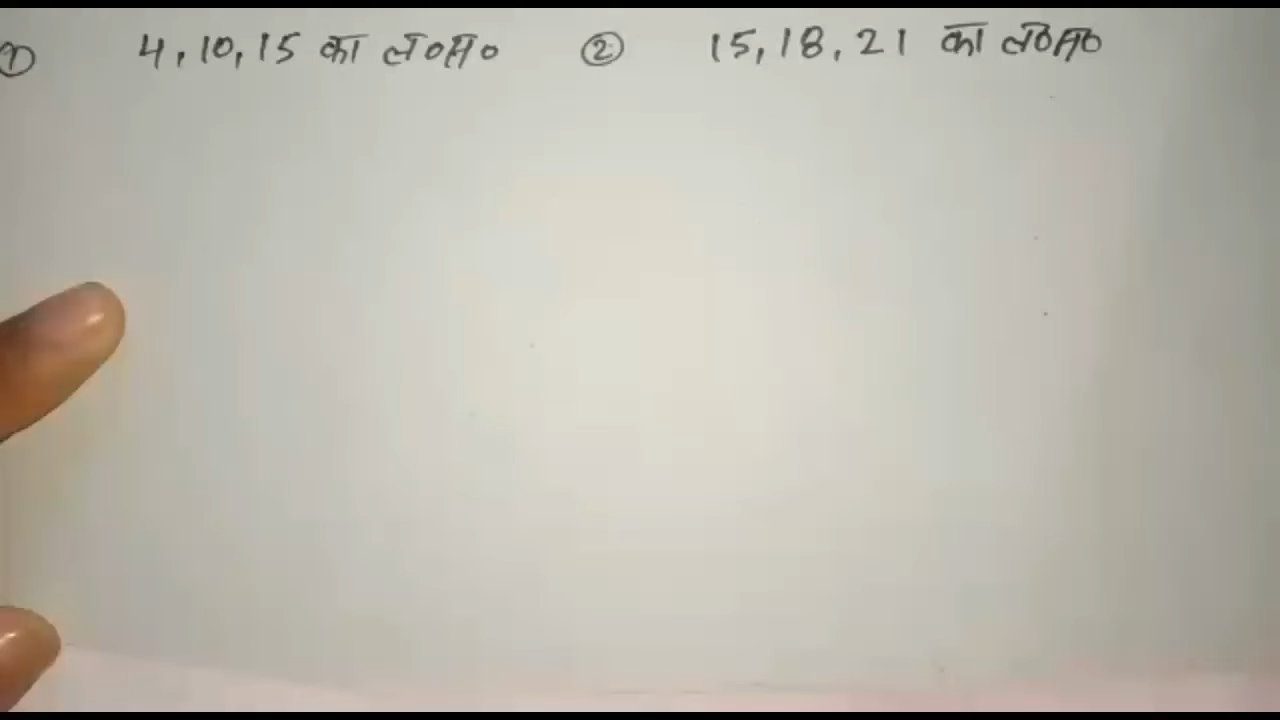 ① 4, 10, 15 का ल०स० ② 15, 18, 21 का ल०स०